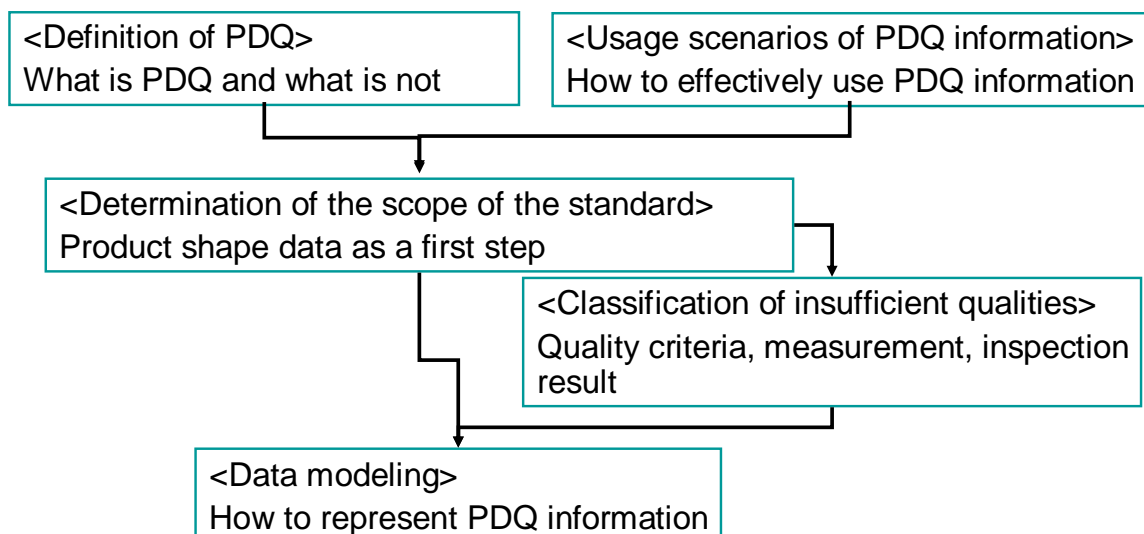 <Definition of PDQ>
What is PDQ and what is not
<Usage scenarios of PDQ information>
How to effectively use PDQ information
<Determination of the scope of the standard>
Product shape data as a first step
<Classification of insufficient qualities>
Quality criteria, measurement, inspection
result
<Data modeling>
How to represent PDQ information